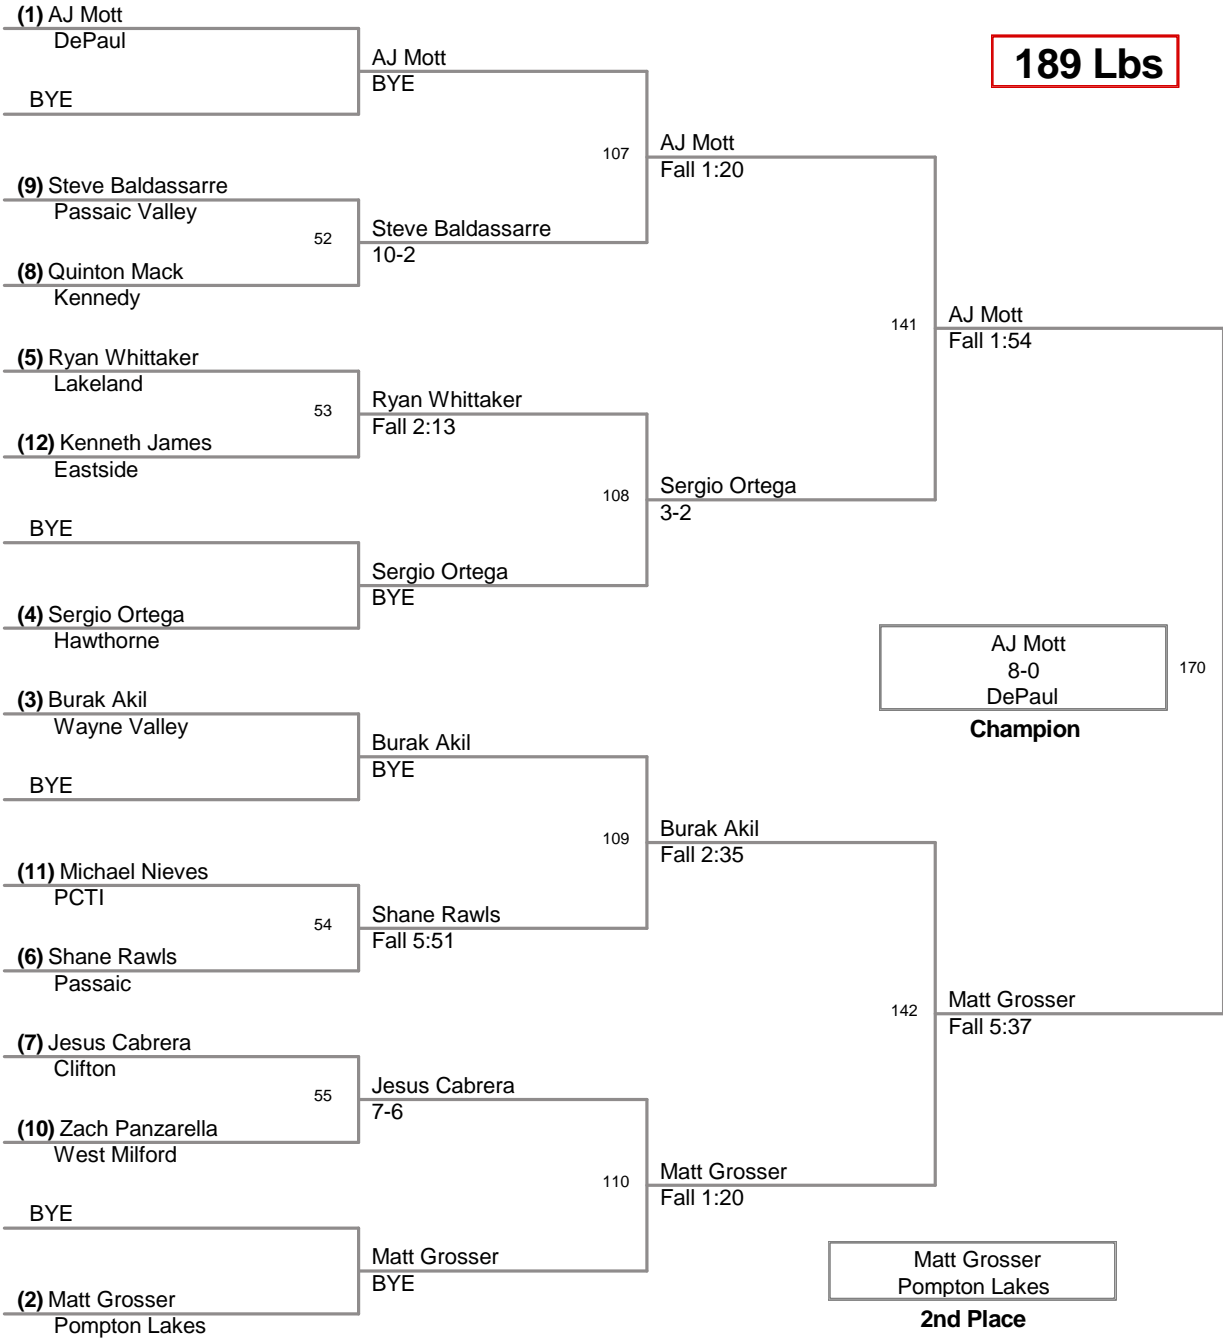 (1) AJ Mott
DePaul
BYE
(9) Steve Baldassarre
Passaic Valley
(8) Quinton Mack
Kennedy
(5) Ryan Whittaker
Lakeland
(12) Kenneth James
Eastside
BYE
(4) Sergio Ortega
Hawthorne
(3) Burak Akil
Wayne Valley
BYE
(11) Michael Nieves
PCTI
(6) Shane Rawls
Passaic
(7) Jesus Cabrera
Clifton
(10) Zach Panzarella
West Milford
BYE
(2) Matt Grosser
Pompton Lakes
52
53
54
55
AJ Mott
BYE
Steve Baldassarre
10-2
Ryan Whittaker
Fall 2:13
Sergio Ortega
BYE
Burak Akil
BYE
Shane Rawls
Fall 5:51
Jesus Cabrera
7-6
Matt Grosser
BYE
107
108
109
110
AJ Mott
Fall 1:20
Sergio Ortega
3-2
Burak Akil
Fall 2:35
Matt Grosser
Fall 1:20
141
142
189 Lbs
AJ Mott
Fall 1:54
Matt Grosser
Fall 5:37
AJ Mott
8-0
DePaul
170
Champion
Matt Grosser
Pompton Lakes
2nd Place